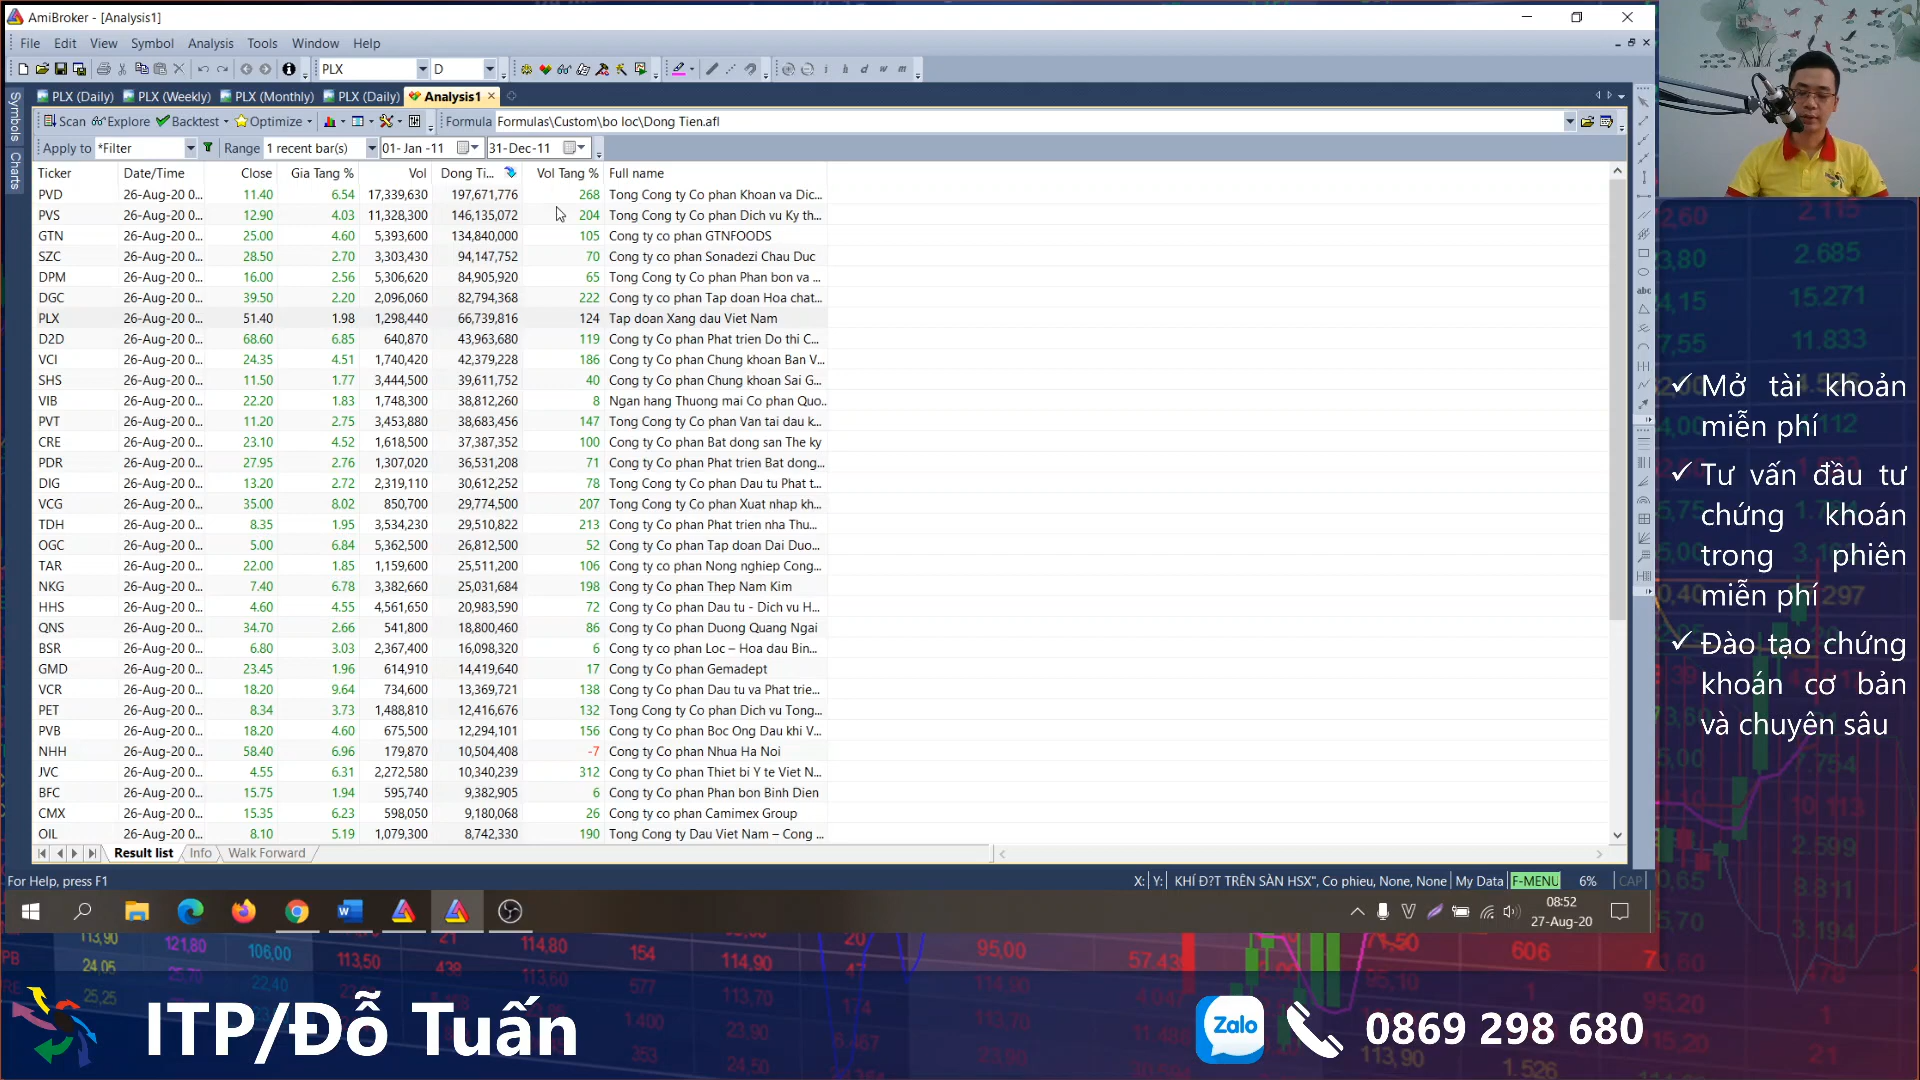 AmiBroker - [Analysis1]
File Edit View Symbol Analysis Tools Window Help
PLX D
PLX (Daily) PLX (Weekly) PLX (Monthly) PLX (Daily) Analysis1
Symbols
Charts
Scan Explore Backtest Optimize Formula Formulas\Custom\bo loc\Dong Tien.afl
Apply to *Filter Range 1 recent bar(s) 01- Jan -11 31-Dec-11
Ticker Date/Time Close Gia Tang % Vol Dong Ti... Vol Tang % Full name
PVD 26-Aug-20 0... 11.40 6.54 17,339,630 197,671,776 268 Tong Cong ty Co phan Khoan va Dic...
PVS 26-Aug-20 0... 12.90 4.03 11,328,300 146,135,072 204 Tong Cong ty Co phan Dich vu Ky th...
GTN 26-Aug-20 0... 25.00 4.60 5,393,600 134,840,000 105 Cong ty co phan GTNFOODS
SZC 26-Aug-20 0... 28.50 2.70 3,303,430 94,147,752 70 Cong ty co phan Sonadezi Chau Duc
DPM 26-Aug-20 0... 16.00 2.56 5,306,620 84,905,920 65 Tong Cong ty Co Phan Phan bon va ...
DGC 26-Aug-20 0... 39.50 2.20 2,096,060 82,794,368 222 Cong ty co phan Tap doan Hoa chat...
PLX 26-Aug-20 0... 51.40 1.98 1,298,440 66,739,816 124 Tap doan Xang dau Viet Nam
D2D 26-Aug-20 0... 68.60 6.85 640,870 43,963,680 119 Cong ty Co phan Phat trien Do thi C...
VCI 26-Aug-20 0... 24.35 4.51 1,740,420 42,379,228 186 Cong ty Co phan Chung khoan Ban V...
SHS 26-Aug-20 0... 11.50 1.77 3,444,500 39,611,752 40 Cong ty Co phan Chung khoan Sai G...
VIB 26-Aug-20 0... 22.20 1.83 1,748,300 38,812,260 8 Ngan hang Thuong mai Co phan Quo...
PVT 26-Aug-20 0... 11.20 2.75 3,453,880 38,683,456 147 Tong Cong ty Co phan Van tai dau k...
CRE 26-Aug-20 0... 23.10 4.52 1,618,500 37,387,352 100 Cong ty Co phan Bat dong san The ky
PDR 26-Aug-20 0... 27.95 2.76 1,307,020 36,531,208 71 Cong ty Co phan Phat trien Bat dong...
DIG 26-Aug-20 0... 13.20 2.72 2,319,110 30,612,252 78 Tong Cong ty Co phan Dau tu Phat t...
VCG 26-Aug-20 0... 35.00 8.02 850,700 29,774,500 207 Tong Cong ty Co phan Xuat nhap kh...
TDH 26-Aug-20 0... 8.35 1.95 3,534,230 29,510,822 213 Cong ty Co phan Phat trien nha Thu...
OGC 26-Aug-20 0... 5.00 6.84 5,362,500 26,812,500 52 Cong ty Co phan Tap doan Dai Duo...
TAR 26-Aug-20 0... 22.00 1.85 1,159,600 25,511,200 106 Cong ty co phan Nong nghiep Cong...
NKG 26-Aug-20 0... 7.40 6.78 3,382,660 25,031,684 198 Cong ty Co phan Thep Nam Kim
HHS 26-Aug-20 0... 4.60 4.55 4,561,650 20,983,590 72 Cong ty Co phan Dau tu - Dich vu H...
QNS 26-Aug-20 0... 34.70 2.66 541,800 18,800,460 86 Cong ty Co phan Duong Quang Ngai
BSR 26-Aug-20 0... 6.80 3.03 2,367,400 16,098,320 6 Cong ty co phan Loc – Hoa dau Bin...
GMD 26-Aug-20 0... 23.45 1.96 614,910 14,419,640 17 Cong ty Co phan Gemadept
VCR 26-Aug-20 0... 18.20 9.64 734,600 13,369,721 138 Cong ty Co phan Dau tu va Phat trie...
PET 26-Aug-20 0... 8.34 3.73 1,488,810 12,416,676 132 Tong Cong ty Co phan Dich vu Tong...
PVB 26-Aug-20 0... 18.20 4.60 675,500 12,294,101 156 Cong ty Co phan Boc Ong Dau khi V...
NHH 26-Aug-20 0... 58.40 6.96 179,870 10,504,408 -7 Cong ty Co phan Nhua Ha Noi
JVC 26-Aug-20 0... 4.55 6.31 2,272,580 10,340,239 312 Cong ty Co phan Thiet bi Y te Viet N...
BFC 26-Aug-20 0... 15.75 1.94 595,740 9,382,905 6 Cong ty Co phan Phan bon Binh Dien
CMX 26-Aug-20 0... 15.35 6.23 598,050 9,180,068 26 Cong ty co phan Camimex Group
OIL 26-Aug-20 0... 8.10 5.19 1,079,300 8,742,330 190 Tong Cong ty Dau Viet Nam – Cong ...
Result list Info Walk Forward
For Help, press F1 X: Y: KHÍ Đ?T TRÊN SÀN HSX", Co phieu, None, None My Data F-MENU 6% CAP
08:52
27-Aug-20
✓ Mở tài khoản
miễn phí
✓ Tư vấn đầu tư
chứng khoán
trong phiên
miễn phí
✓ Đào tạo chứng
khoán cơ bản
và chuyên sâu
ITP/Đỗ Tuấn
Zalo
0869 298 680